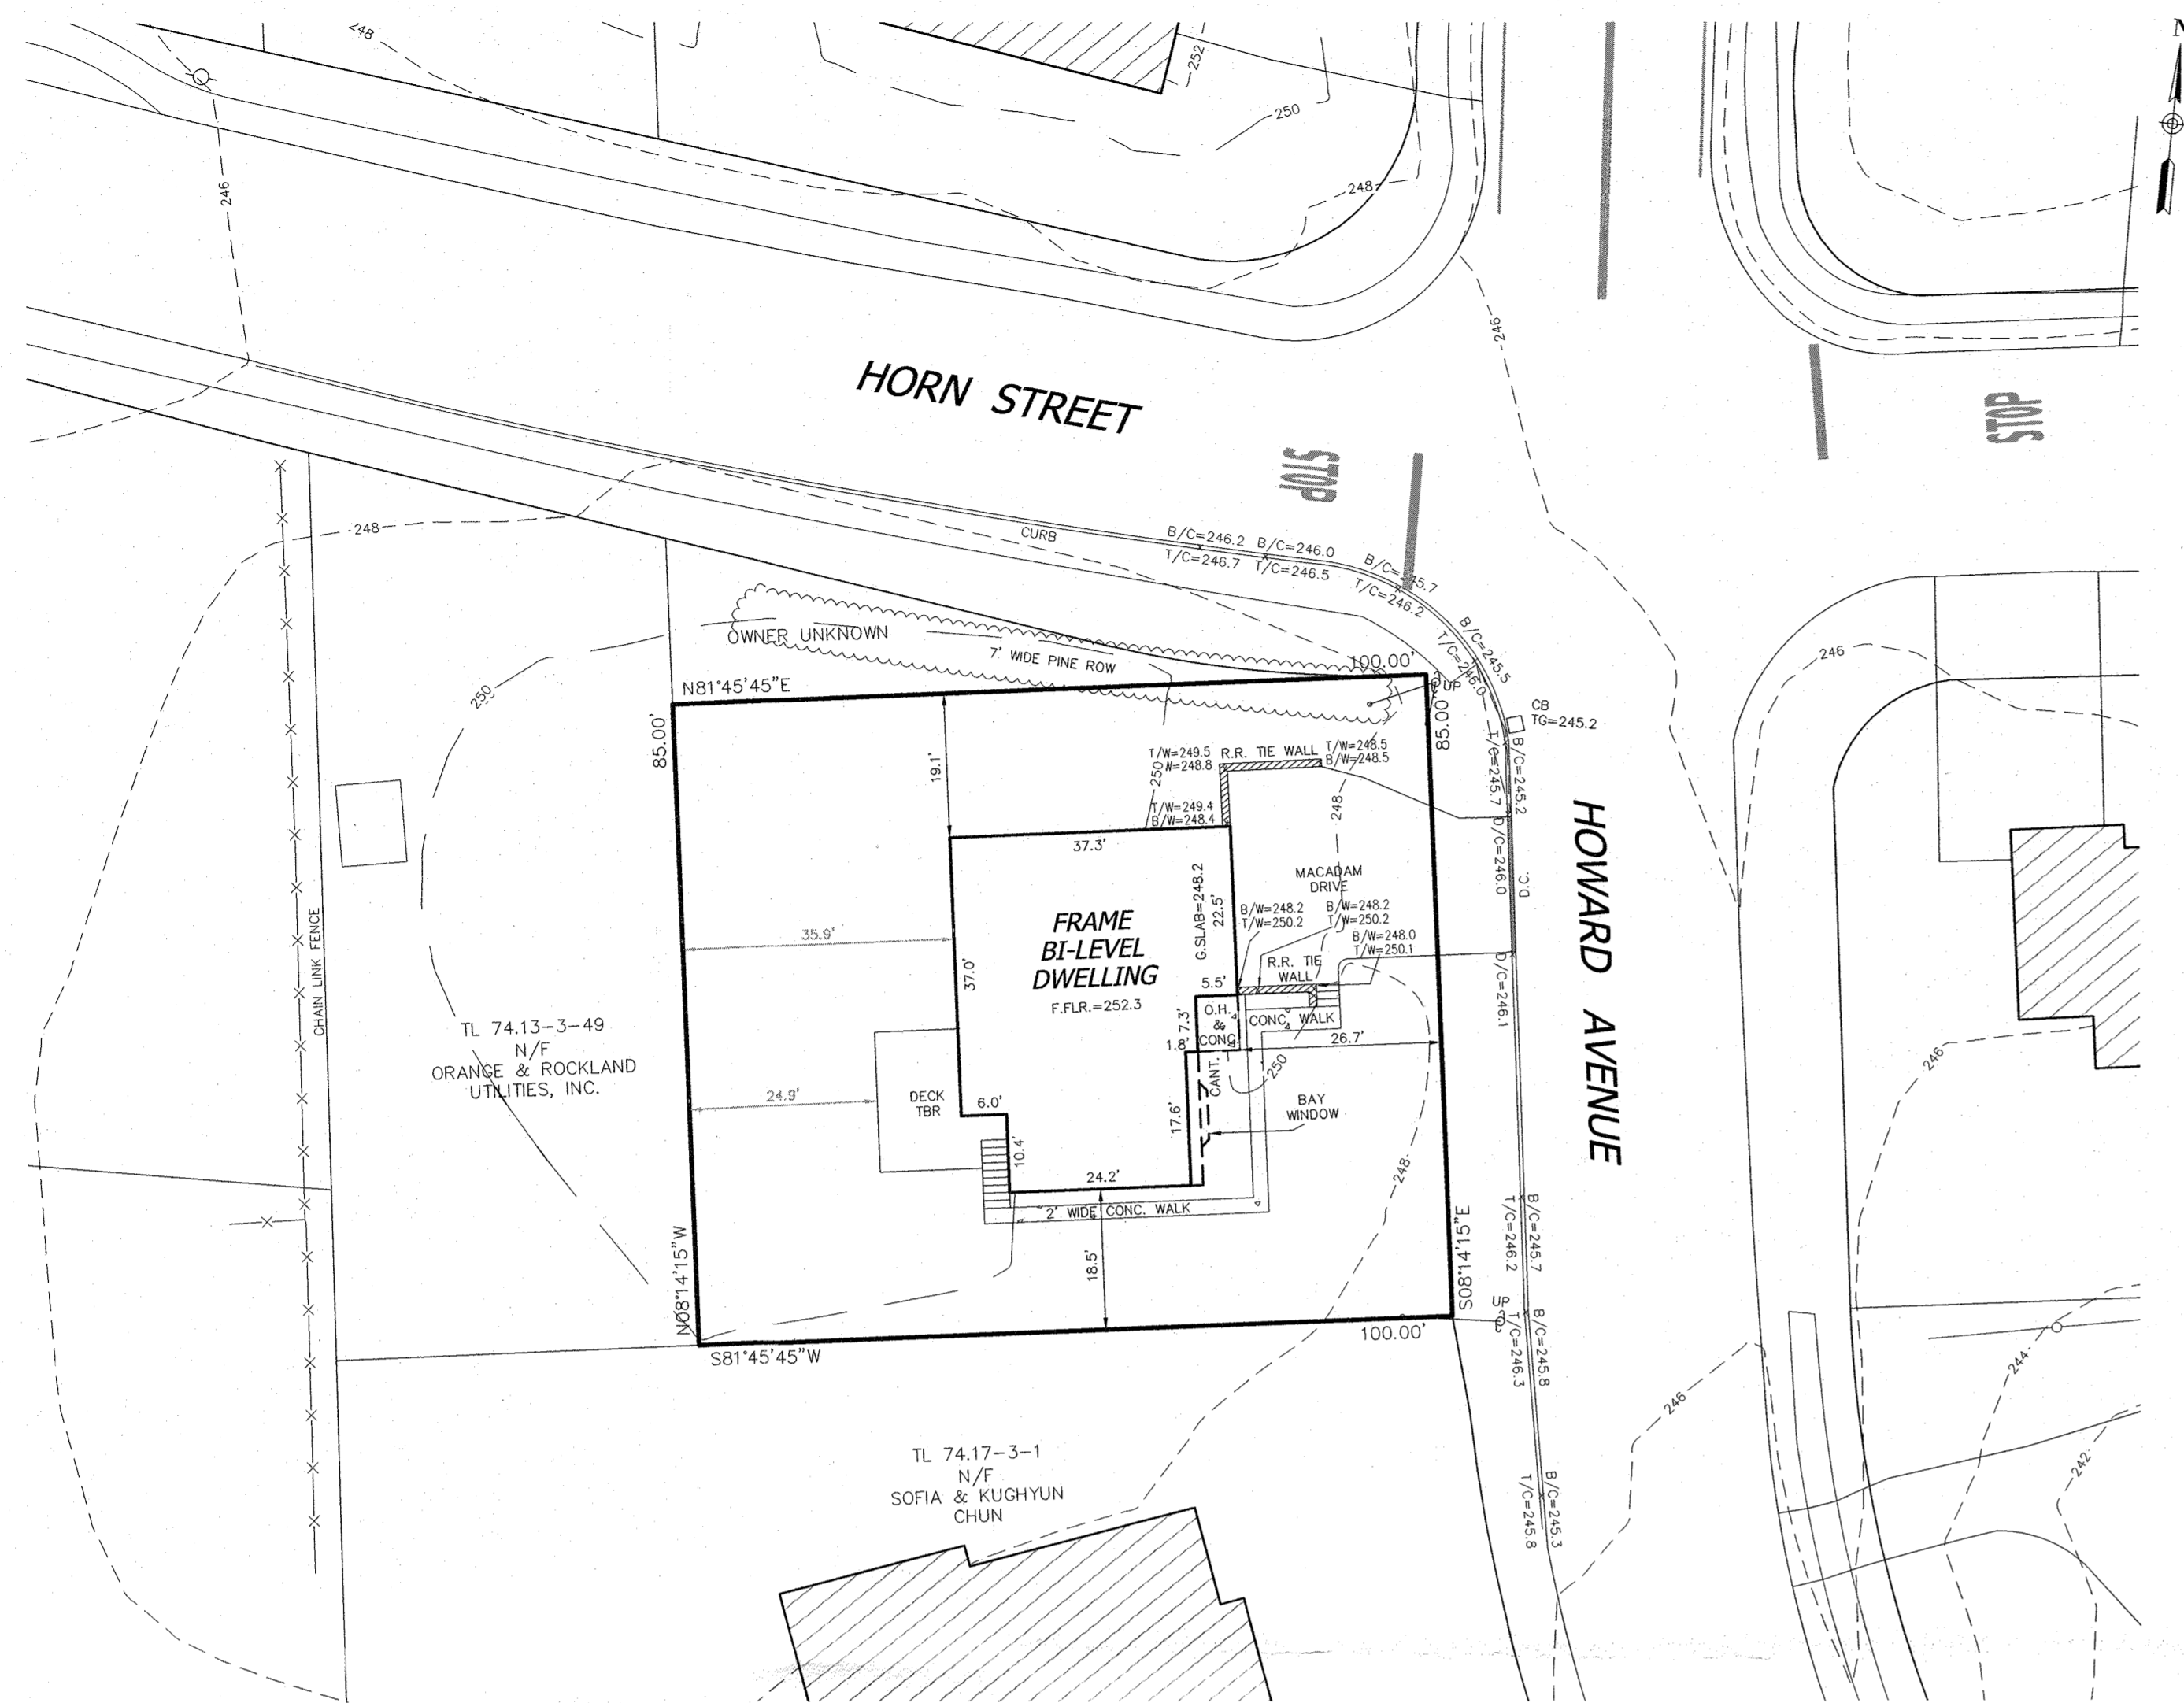 248
252
250
N
246
248
246
HORN STREET
STOP
STOP
248
CURB
B/C=246.2
T/C=246.7
B/C=246.0
T/C=246.5
T/C=246.2
B/C=245.5
T/C=246.0
OWNER UNKNOWN
7' WIDE PINE ROW
100.00'
UP
N81°45'45"E
250
85.00'
85.00'
CB
TG=245.2
246
19.1'
T/W=249.5
R.R. TIE WALL
T/W=248.5
B/W=248.5
250
T/W=249.4
B/W=248.4
248
T/C=245.7
B/C=245.2
37.3'
MACADAM
DRIVE
D/C=246.0
D.C.
HOWARD AVENUE
G.SLAB=248.2
22.5'
B/W=248.2
T/W=250.2
B/W=248.2
T/W=250.2
B/W=248.0
T/W=250.1
FRAME
BI-LEVEL
DWELLING
F.FLR.=252.3
35.9'
37.0'
CHAIN LINK FENCE
R.R. TIE
WALL
D/C=246.1
5.5'
O.H.
&
CONC.
7.3'
1.8'
CONC. WALK
26.7'
TL 74.13-3-49
N/F
ORANGE & ROCKLAND
UTILITIES, INC.
CANT.
250
246
24.9'
DECK
TBR
6.0'
BAY
WINDOW
17.6'
10.4'
24.2'
2' WIDE CONC. WALK
248
18.5'
N08°14'15"W
S08°14'15"E
T/C=246.2
B/C=245.7
UP
T/C=246.3
B/C=245.8
S81°45'45"W
100.00'
246
244
242
TL 74.17-3-1
N/F
SOFIA & KUGHYUN
CHUN
T/C=245.8
B/C=245.3